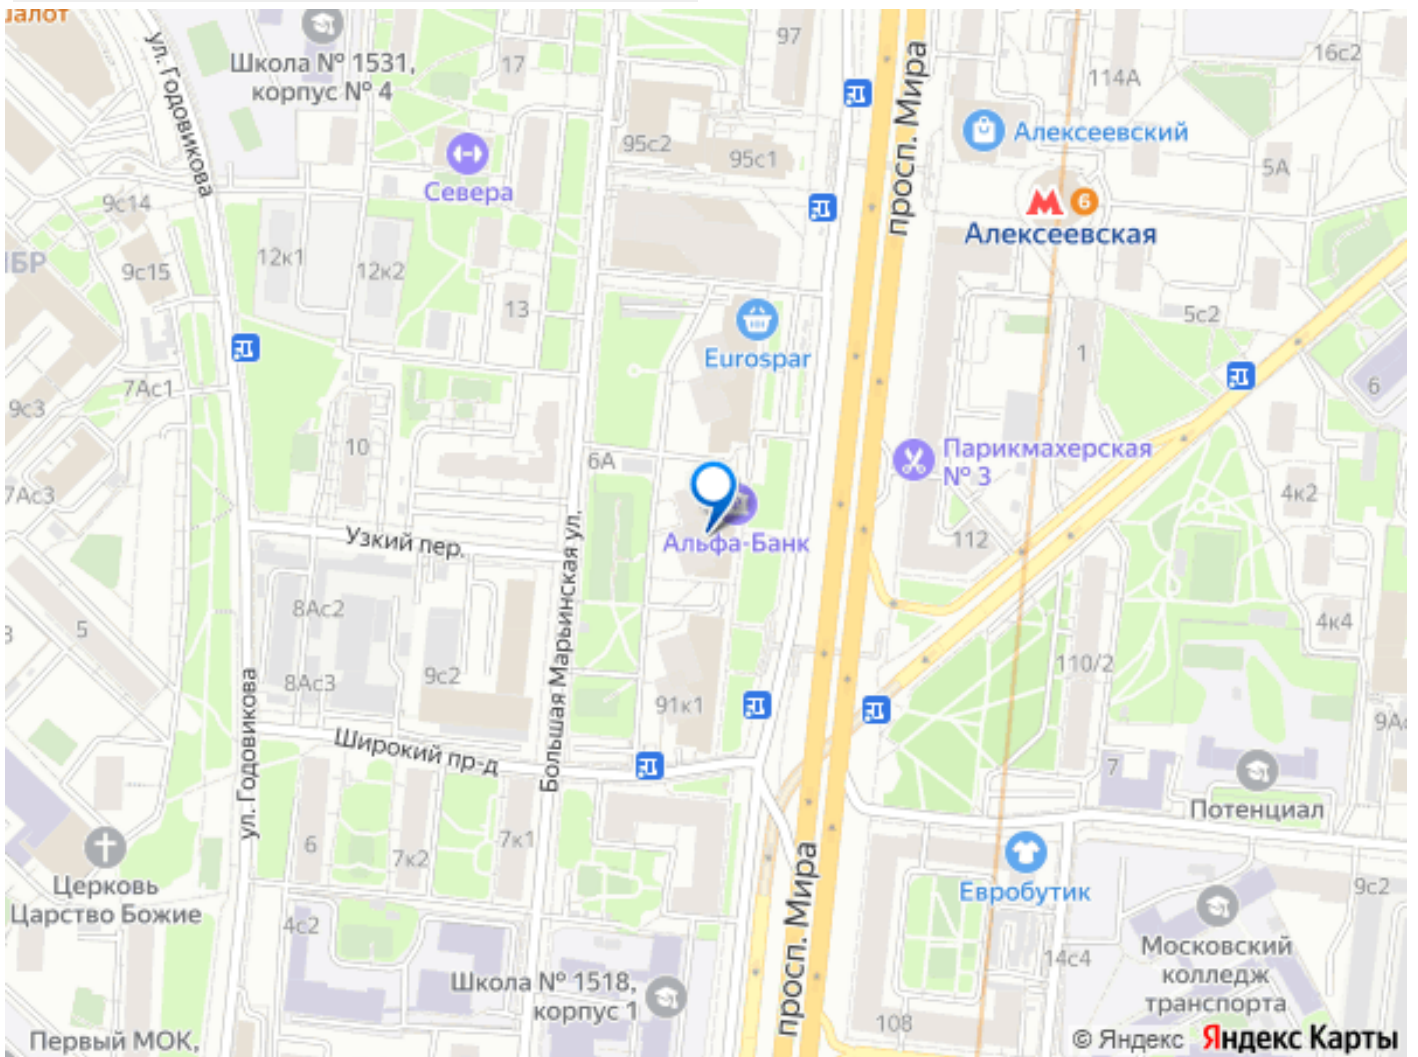 ул. Годовикова
Школа № 1531,
корпус № 4
17
97
просп. Мира
16с2
114А
Алексеевский
Севера
95с2
95с1
5А
6
Алексеевская
9с14
9с15
12к1
12к2
13
5с2
Eurospar
1
6
7Ас1
9с3
10
6А
Парикмахерская
№ 3
7Ас3
4к2
Узкий пер.
Альфа-Банк
112
Большая Марьинская ул.
8Ас2
5
4к4
8Ас3
9с2
110/2
91к1
ул. Годовикова
Широкий пр-д
7
Потенциал
6
7к2
7к1
Церковь
Царство Божие
Евробутик
9с2
4с2
просп. Мира
Московский
колледж
транспорта
14с4
Школа № 1518,
корпус 1
108
Первый МОК,
© Яндекс Яндекс Карты